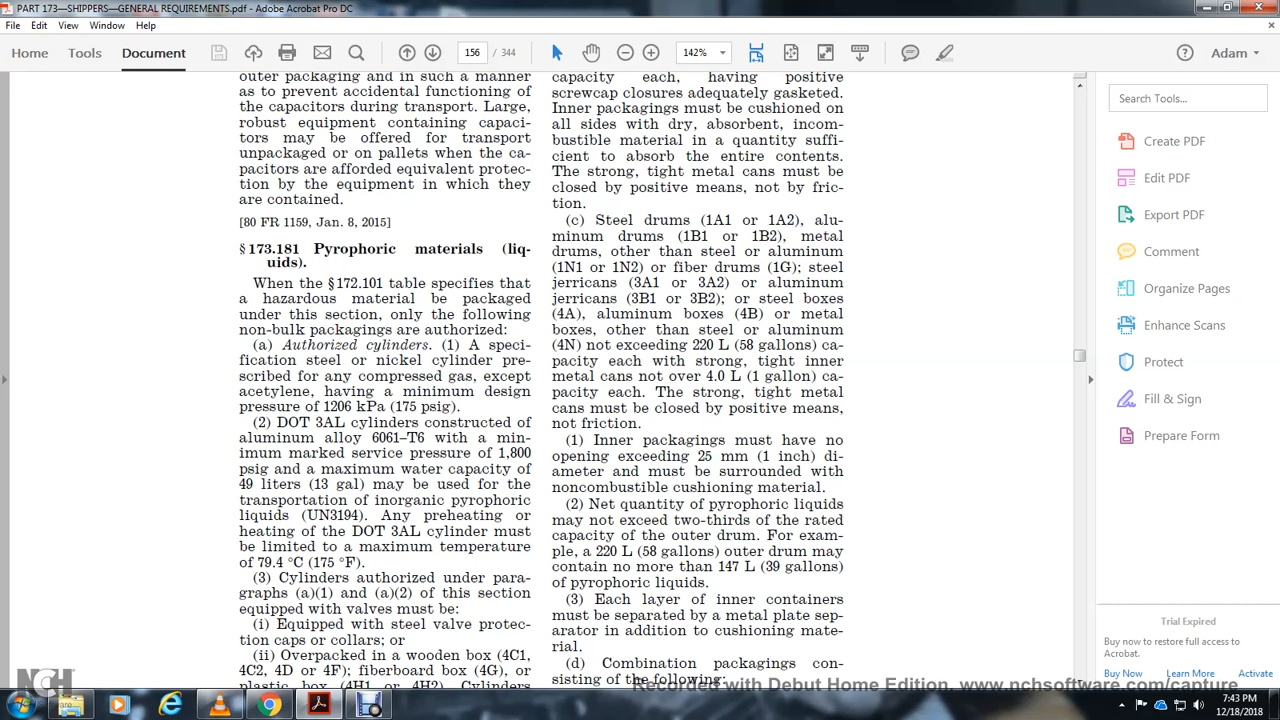 PART 173—SHIPPERS—GENERAL REQUIREMENTS.pdf - Adobe Acrobat Pro DC
File Edit View Window Help
Home Tools Document
156 / 344
142%
Adam
outer packaging and in such a manner
as to prevent accidental functioning of
the capacitors during transport. Large,
robust equipment containing capaci-
tors may be offered for transport
unpackaged or on pallets when the ca-
pacitors are afforded equivalent protec-
tion by the equipment in which they
are contained.
[80 FR 1159, Jan. 8, 2015]
§ 173.181 Pyrophoric materials (liq-
uids).
When the § 172.101 table specifies that
a hazardous material be packaged
under this section, only the following
non-bulk packagings are authorized:
(a) Authorized cylinders. (1) A speci-
fication steel or nickel cylinder pre-
scribed for any compressed gas, except
acetylene, having a minimum design
pressure of 1206 kPa (175 psig).
(2) DOT 3AL cylinders constructed of
aluminum alloy 6061–T6 with a min-
imum marked service pressure of 1,800
psig and a maximum water capacity of
49 liters (13 gal) may be used for the
transportation of inorganic pyrophoric
liquids (UN3194). Any preheating or
heating of the DOT 3AL cylinder must
be limited to a maximum temperature
of 79.4 °C (175 °F).
(3) Cylinders authorized under para-
graphs (a)(1) and (a)(2) of this section
equipped with valves must be:
(i) Equipped with steel valve protec-
tion caps or collars; or
(ii) Overpacked in a wooden box (4C1,
4C2, 4D or 4F); fiberboard box (4G), or
plastic box (4H1 or 4H2). Cylinders
capacity each, having positive
screwcap closures adequately gasketed.
Inner packagings must be cushioned on
all sides with dry, absorbent, incom-
bustible material in a quantity suffi-
cient to absorb the entire contents.
The strong, tight metal cans must be
closed by positive means, not by fric-
tion.
(c) Steel drums (1A1 or 1A2), alu-
minum drums (1B1 or 1B2), metal
drums, other than steel or aluminum
(1N1 or 1N2) or fiber drums (1G); steel
jerricans (3A1 or 3A2) or aluminum
jerricans (3B1 or 3B2); or steel boxes
(4A), aluminum boxes (4B) or metal
boxes, other than steel or aluminum
(4N) not exceeding 220 L (58 gallons) ca-
pacity each with strong, tight inner
metal cans not over 4.0 L (1 gallon) ca-
pacity each. The strong, tight metal
cans must be closed by positive means,
not friction.
(1) Inner packagings must have no
opening exceeding 25 mm (1 inch) di-
ameter and must be surrounded with
noncombustible cushioning material.
(2) Net quantity of pyrophoric liquids
may not exceed two-thirds of the rated
capacity of the outer drum. For exam-
ple, a 220 L (58 gallons) outer drum may
contain no more than 147 L (39 gallons)
of pyrophoric liquids.
(3) Each layer of inner containers
must be separated by a metal plate sep-
arator in addition to cushioning mate-
rial.
(d) Combination packagings con-
sisting of the following:
Search Tools...
Create PDF
Edit PDF
Export PDF
Comment
Organize Pages
Enhance Scans
Protect
Fill & Sign
Prepare Form
Trial Expired
Buy now to restore full access to
Acrobat.
Buy Now Learn More Activate
NCH
Recorded with Debut Home Edition. www.nchsoftware.com/capture
7:43 PM
12/18/2018